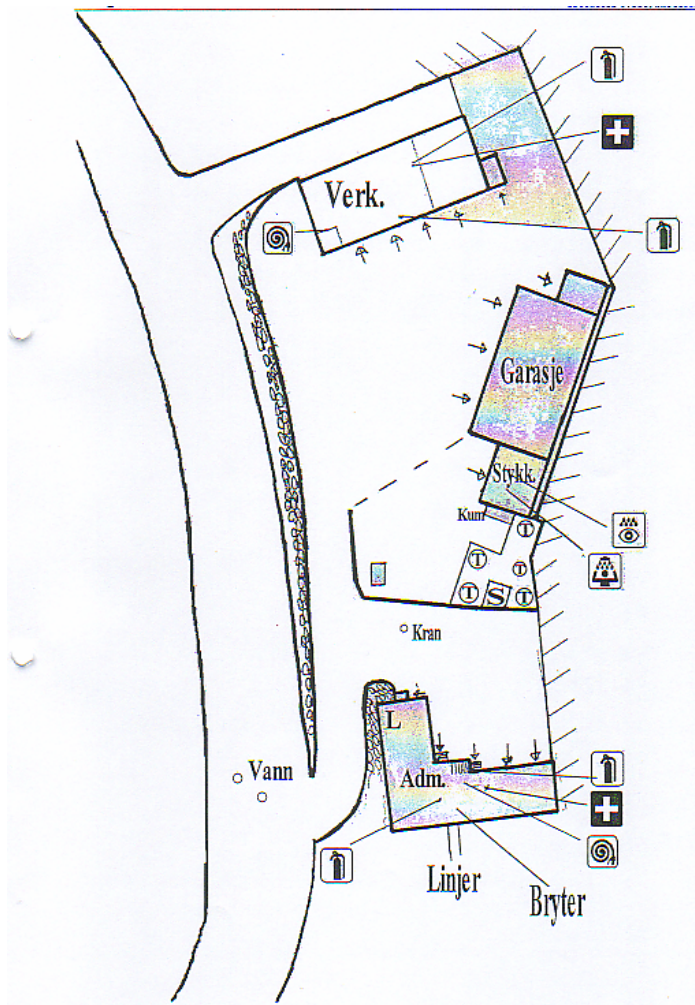 Verk.
Garasje
Stykk.
Kum
T
T
T
T
S
T
Kran
L
Vann
Adm.
Linjer
Bryter